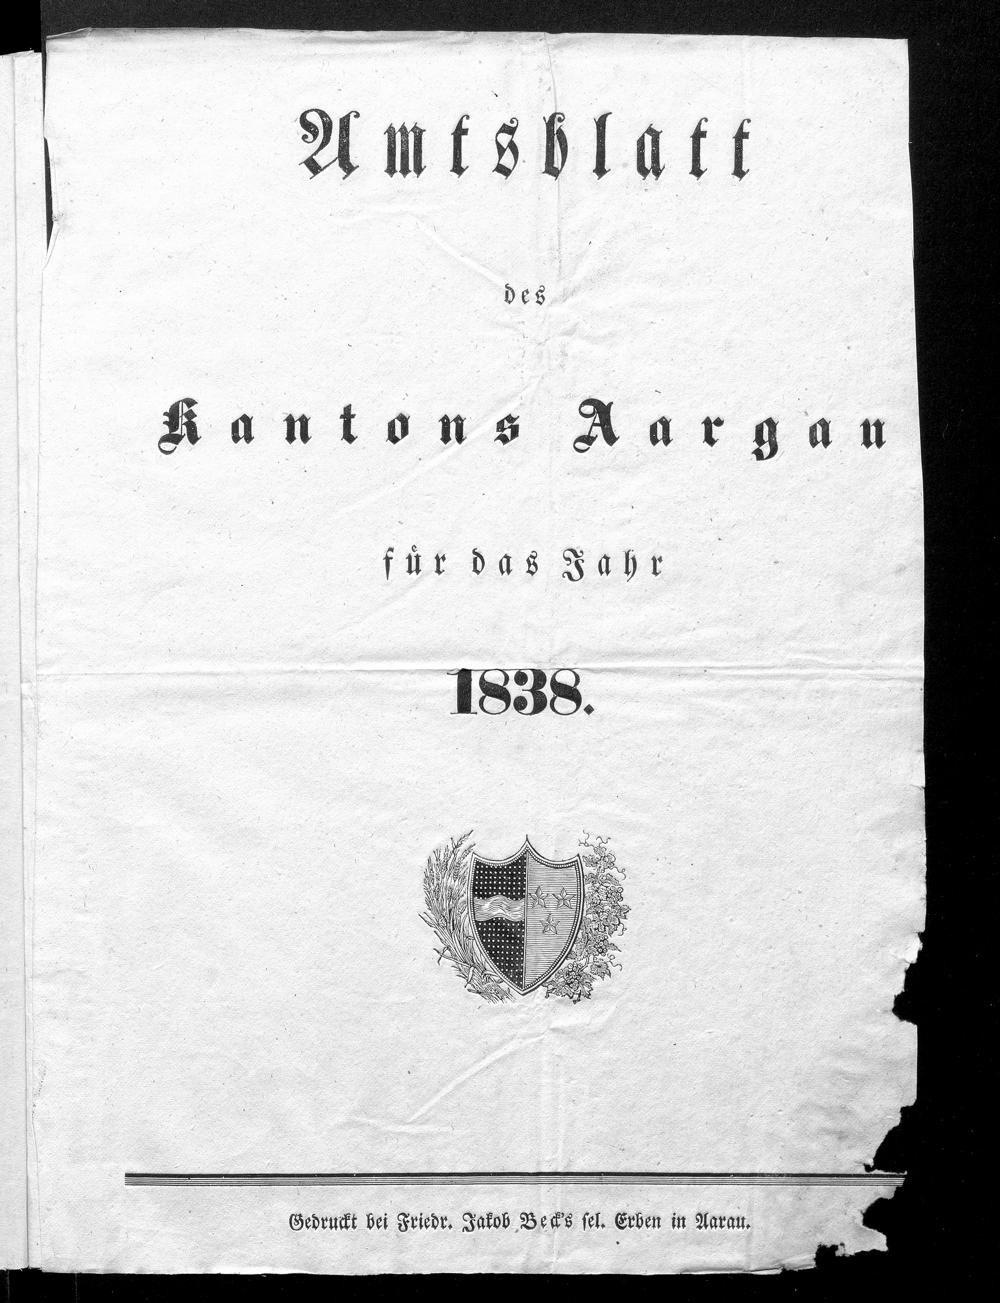 Amtsblatt
des
Kantons Aargau
für das Jahr
1838.
Gedruckt bei Friedr. Jakob Beck's sel. Erben in Aarau.